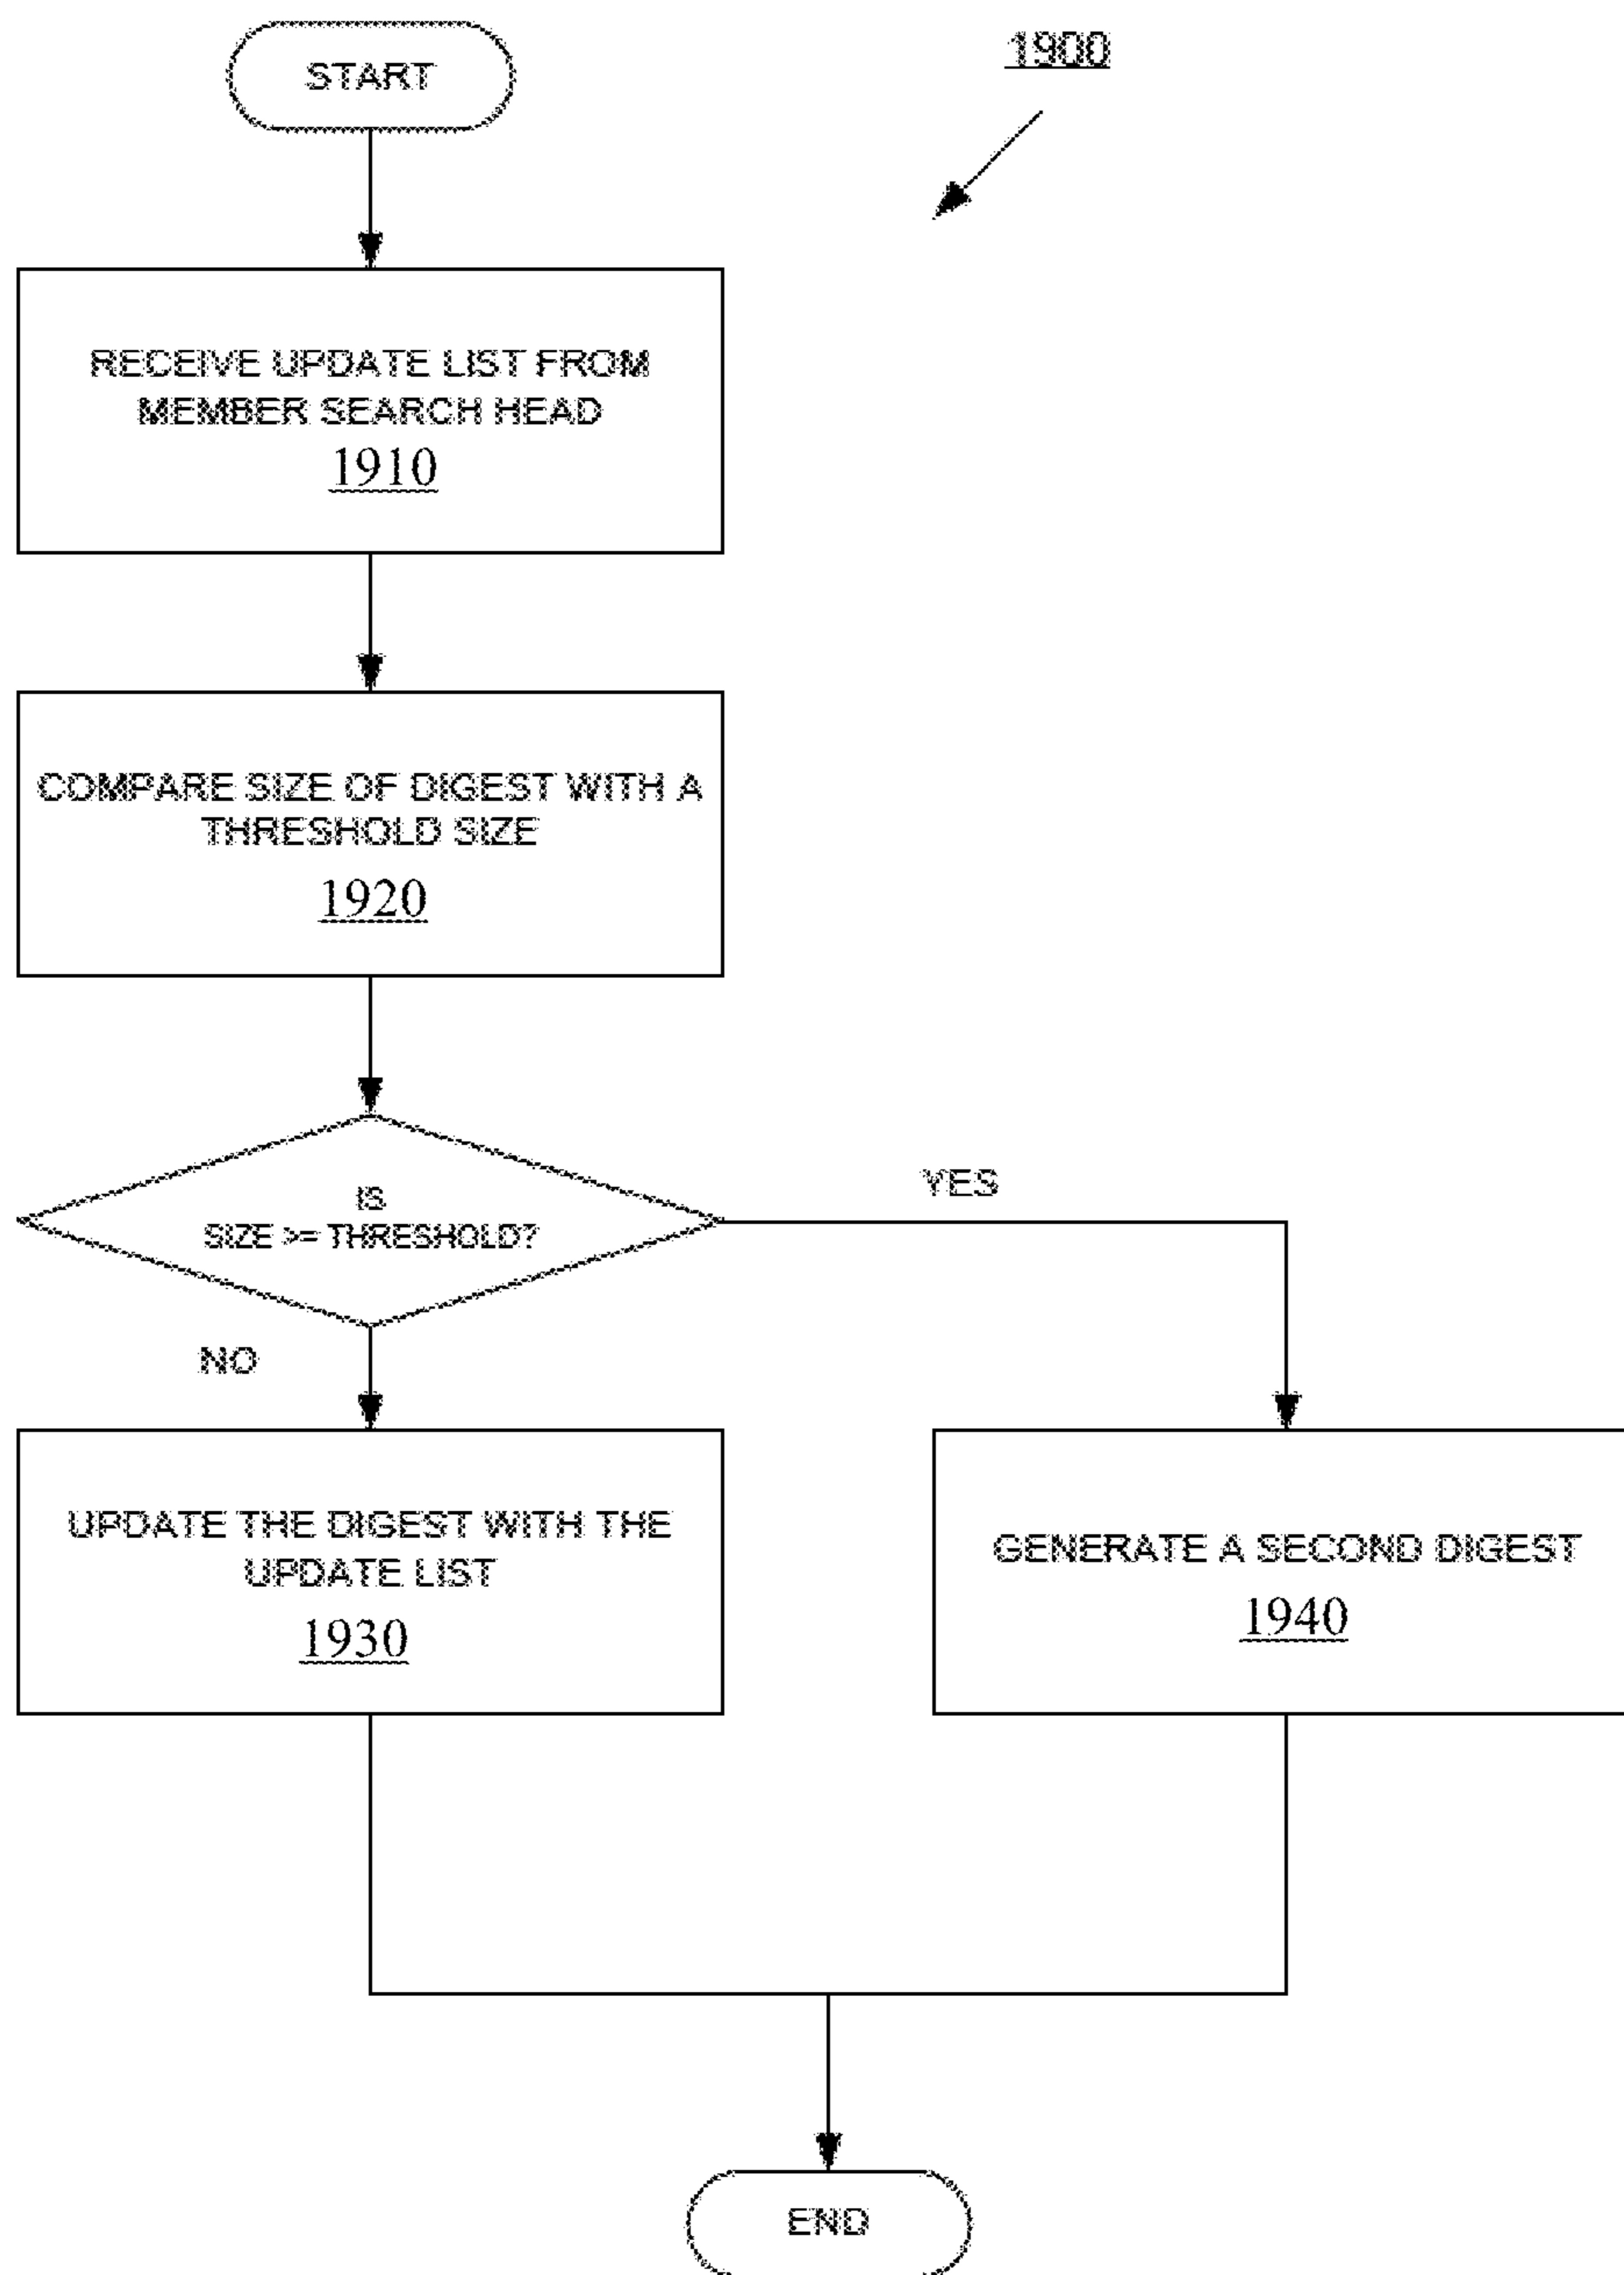 START
1900
RECEIVE UPDATE LIST FROM
MEMBER SEARCH HEAD
1910
COMPARE SIZE OF DIGEST WITH A
THRESHOLD SIZE
1920
IS
SIZE >= THRESHOLD?
YES
NO
UPDATE THE DIGEST WITH THE
UPDATE LIST
1930
GENERATE A SECOND DIGEST
1940
END